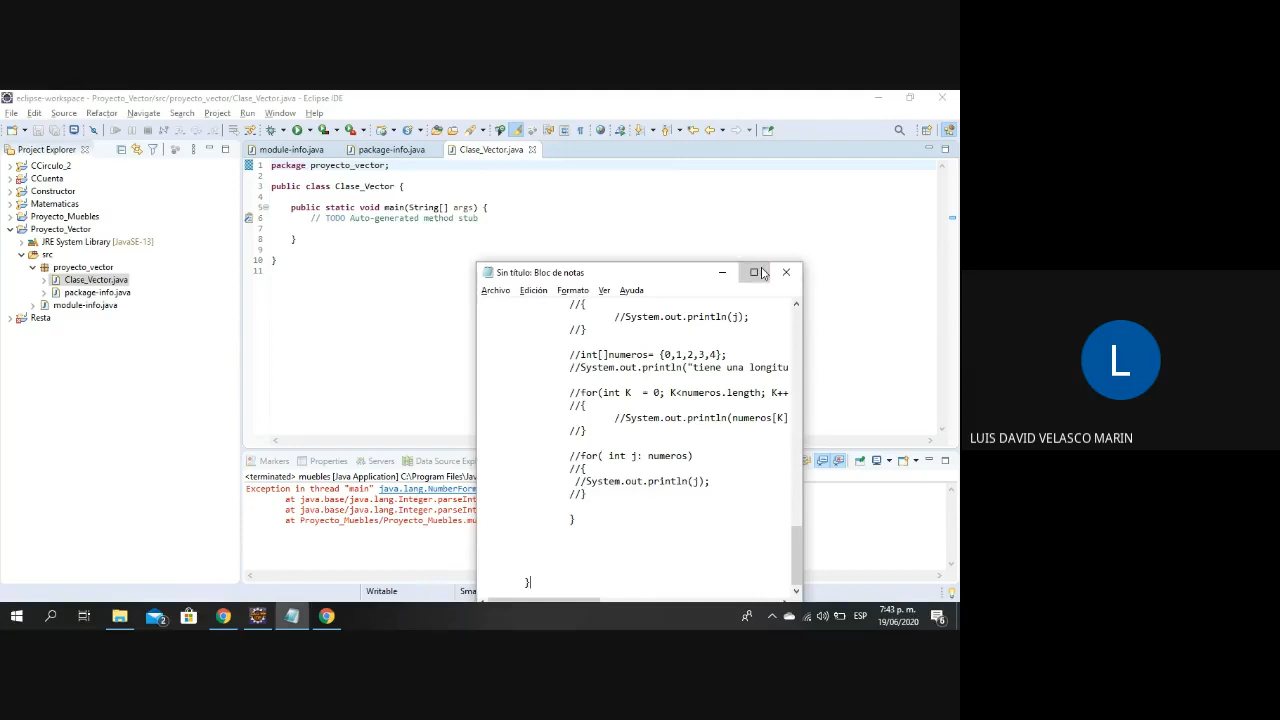 eclipse-workspace - Proyecto_Vector/src/proyecto_vector/Clase_Vector.java - Eclipse IDE
File Edit Source Refactor Navigate Search Project Run Window Help
Project Explorer
module-info.java package-info.java Clase_Vector.java
CCirculo_2
CCuenta
Constructor
Matematicas
Proyecto_Muebles
Proyecto_Vector
JRE System Library [JavaSE-13]
src
proyecto_vector
Clase_Vector.java
package-info.java
module-info.java
Resta
1 package proyecto_vector;
2
3 public class Clase_Vector {
4
5 public static void main(String[] args) {
6 // TODO Auto-generated method stub
7
8 }
9
10 }
11
Sin título: Bloc de notas
Archivo Edición Formato Ver Ayuda
//{
//System.out.println(j);
//}
//int[]numeros= {0,1,2,3,4};
//System.out.println("tiene una longitu
//for(int K = 0; K<numeros.length; K++
//{
//System.out.println(numeros[K]
//}
//for( int j: numeros)
//{
//System.out.println(j);
//}
}
}
Markers Properties Servers Data Source Exp
<terminated> muebles [Java Application] C:\Program Files\Jav
Exception in thread "main" java.lang.NumberForm
at java.base/java.lang.Integer.parseInt
at java.base/java.lang.Integer.parseInt
at Proyecto_Muebles/Proyecto_Muebles.mu
Writable
Sma
2
ESP
7:43 p. m.
19/06/2020
6
L
LUIS DAVID VELASCO MARIN